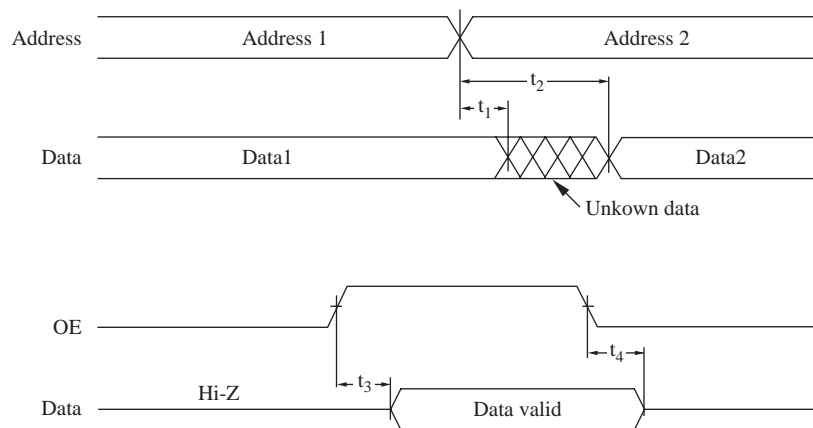 Address Address 1 Address 2
t2
t1
Data Data1 Data2
Unkown data
OE
t4
t3
Hi-Z
Data Data valid